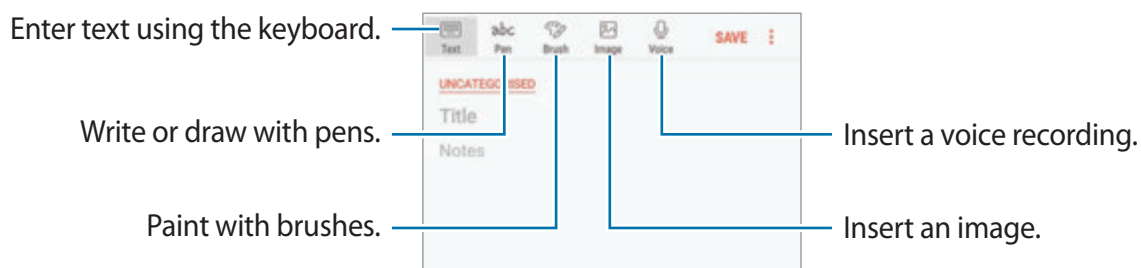 Enter text using the keyboard.
Text Pen Brush Image Voice SAVE
abc
UNCATEGORISED
Title
Write or draw with pens.
Insert a voice recording.
Notes
Paint with brushes.
Insert an image.